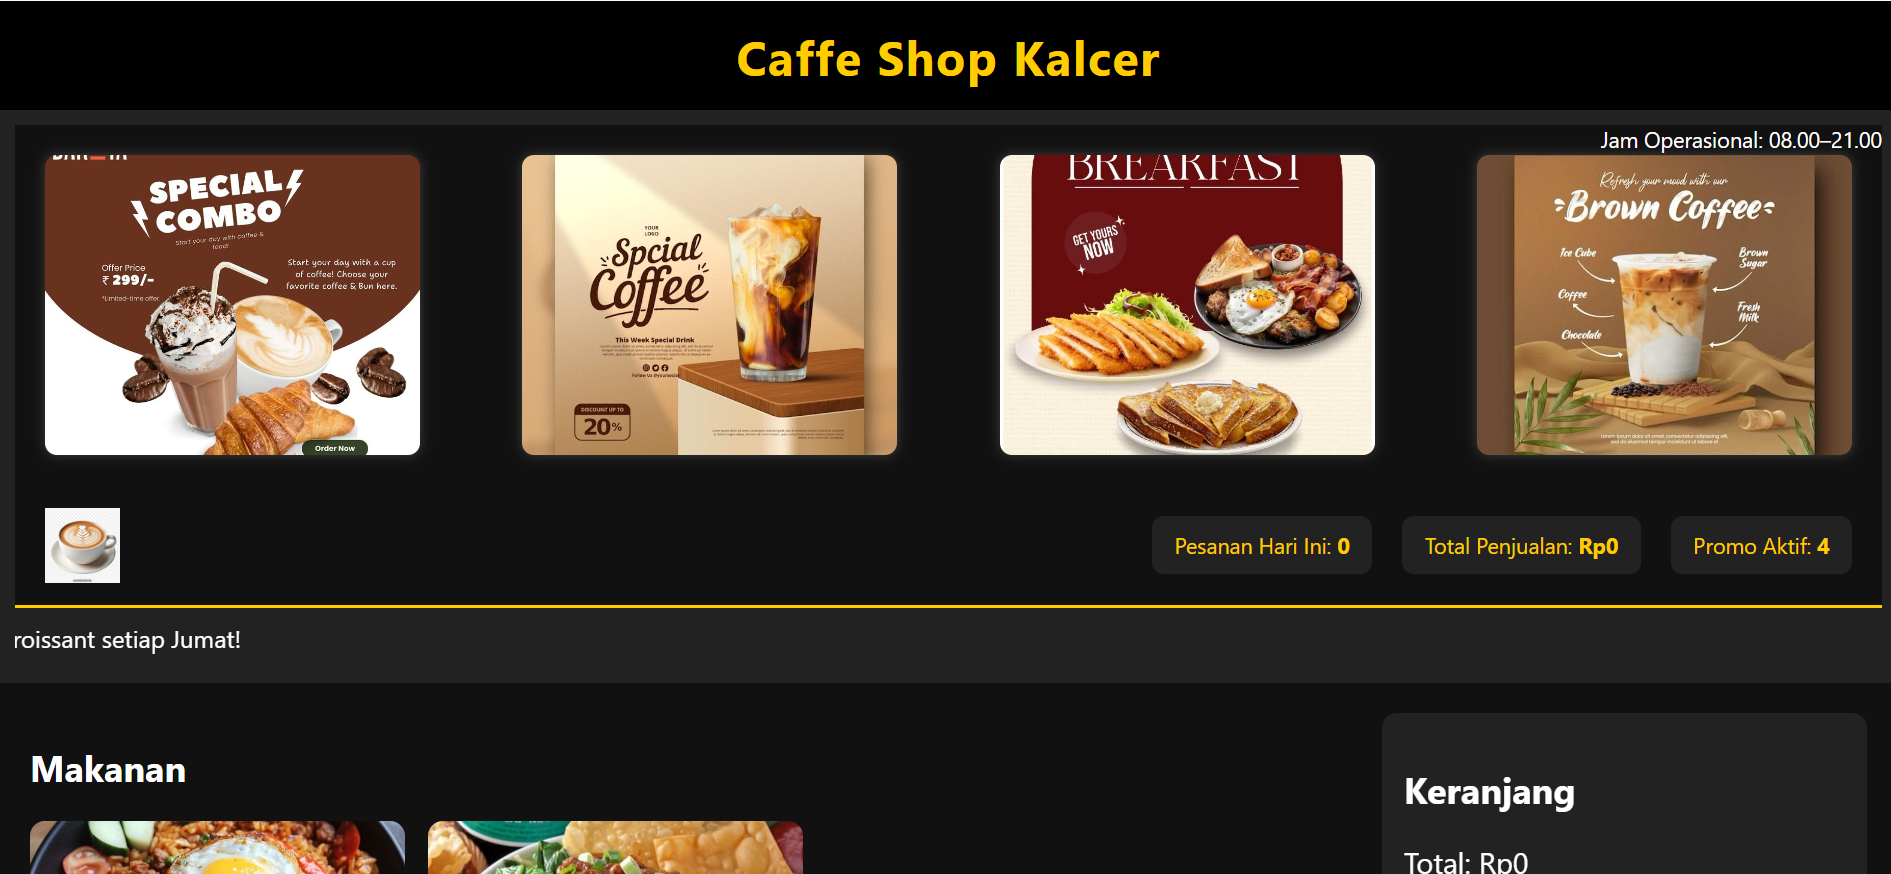 Caffe Shop Kalcer
Jam Operasional: 08.00–21.00
SPECIAL
COMBO
Start your day with coffee &
food!
Offer Price
₹ 299/-
*Limited-time offer.
Start your day with a cup
of coffee! Choose your
favorite coffee & Bun here.
Order Now
YOUR
LOGO
Spcial
Coffee
This Week Special Drink
DISCOUNT UP TO
20%
BREAKFAST
GET YOURS
NOW
Refresh your mood with our
Brown Coffee
Ice Cube
Brown
Sugar
Coffee
Fresh
Milk
Chocolate
Pesanan Hari Ini: 0
Total Penjualan: Rp0
Promo Aktif: 4
roissant setiap Jumat!
Makanan
Keranjang
Total: Rp0